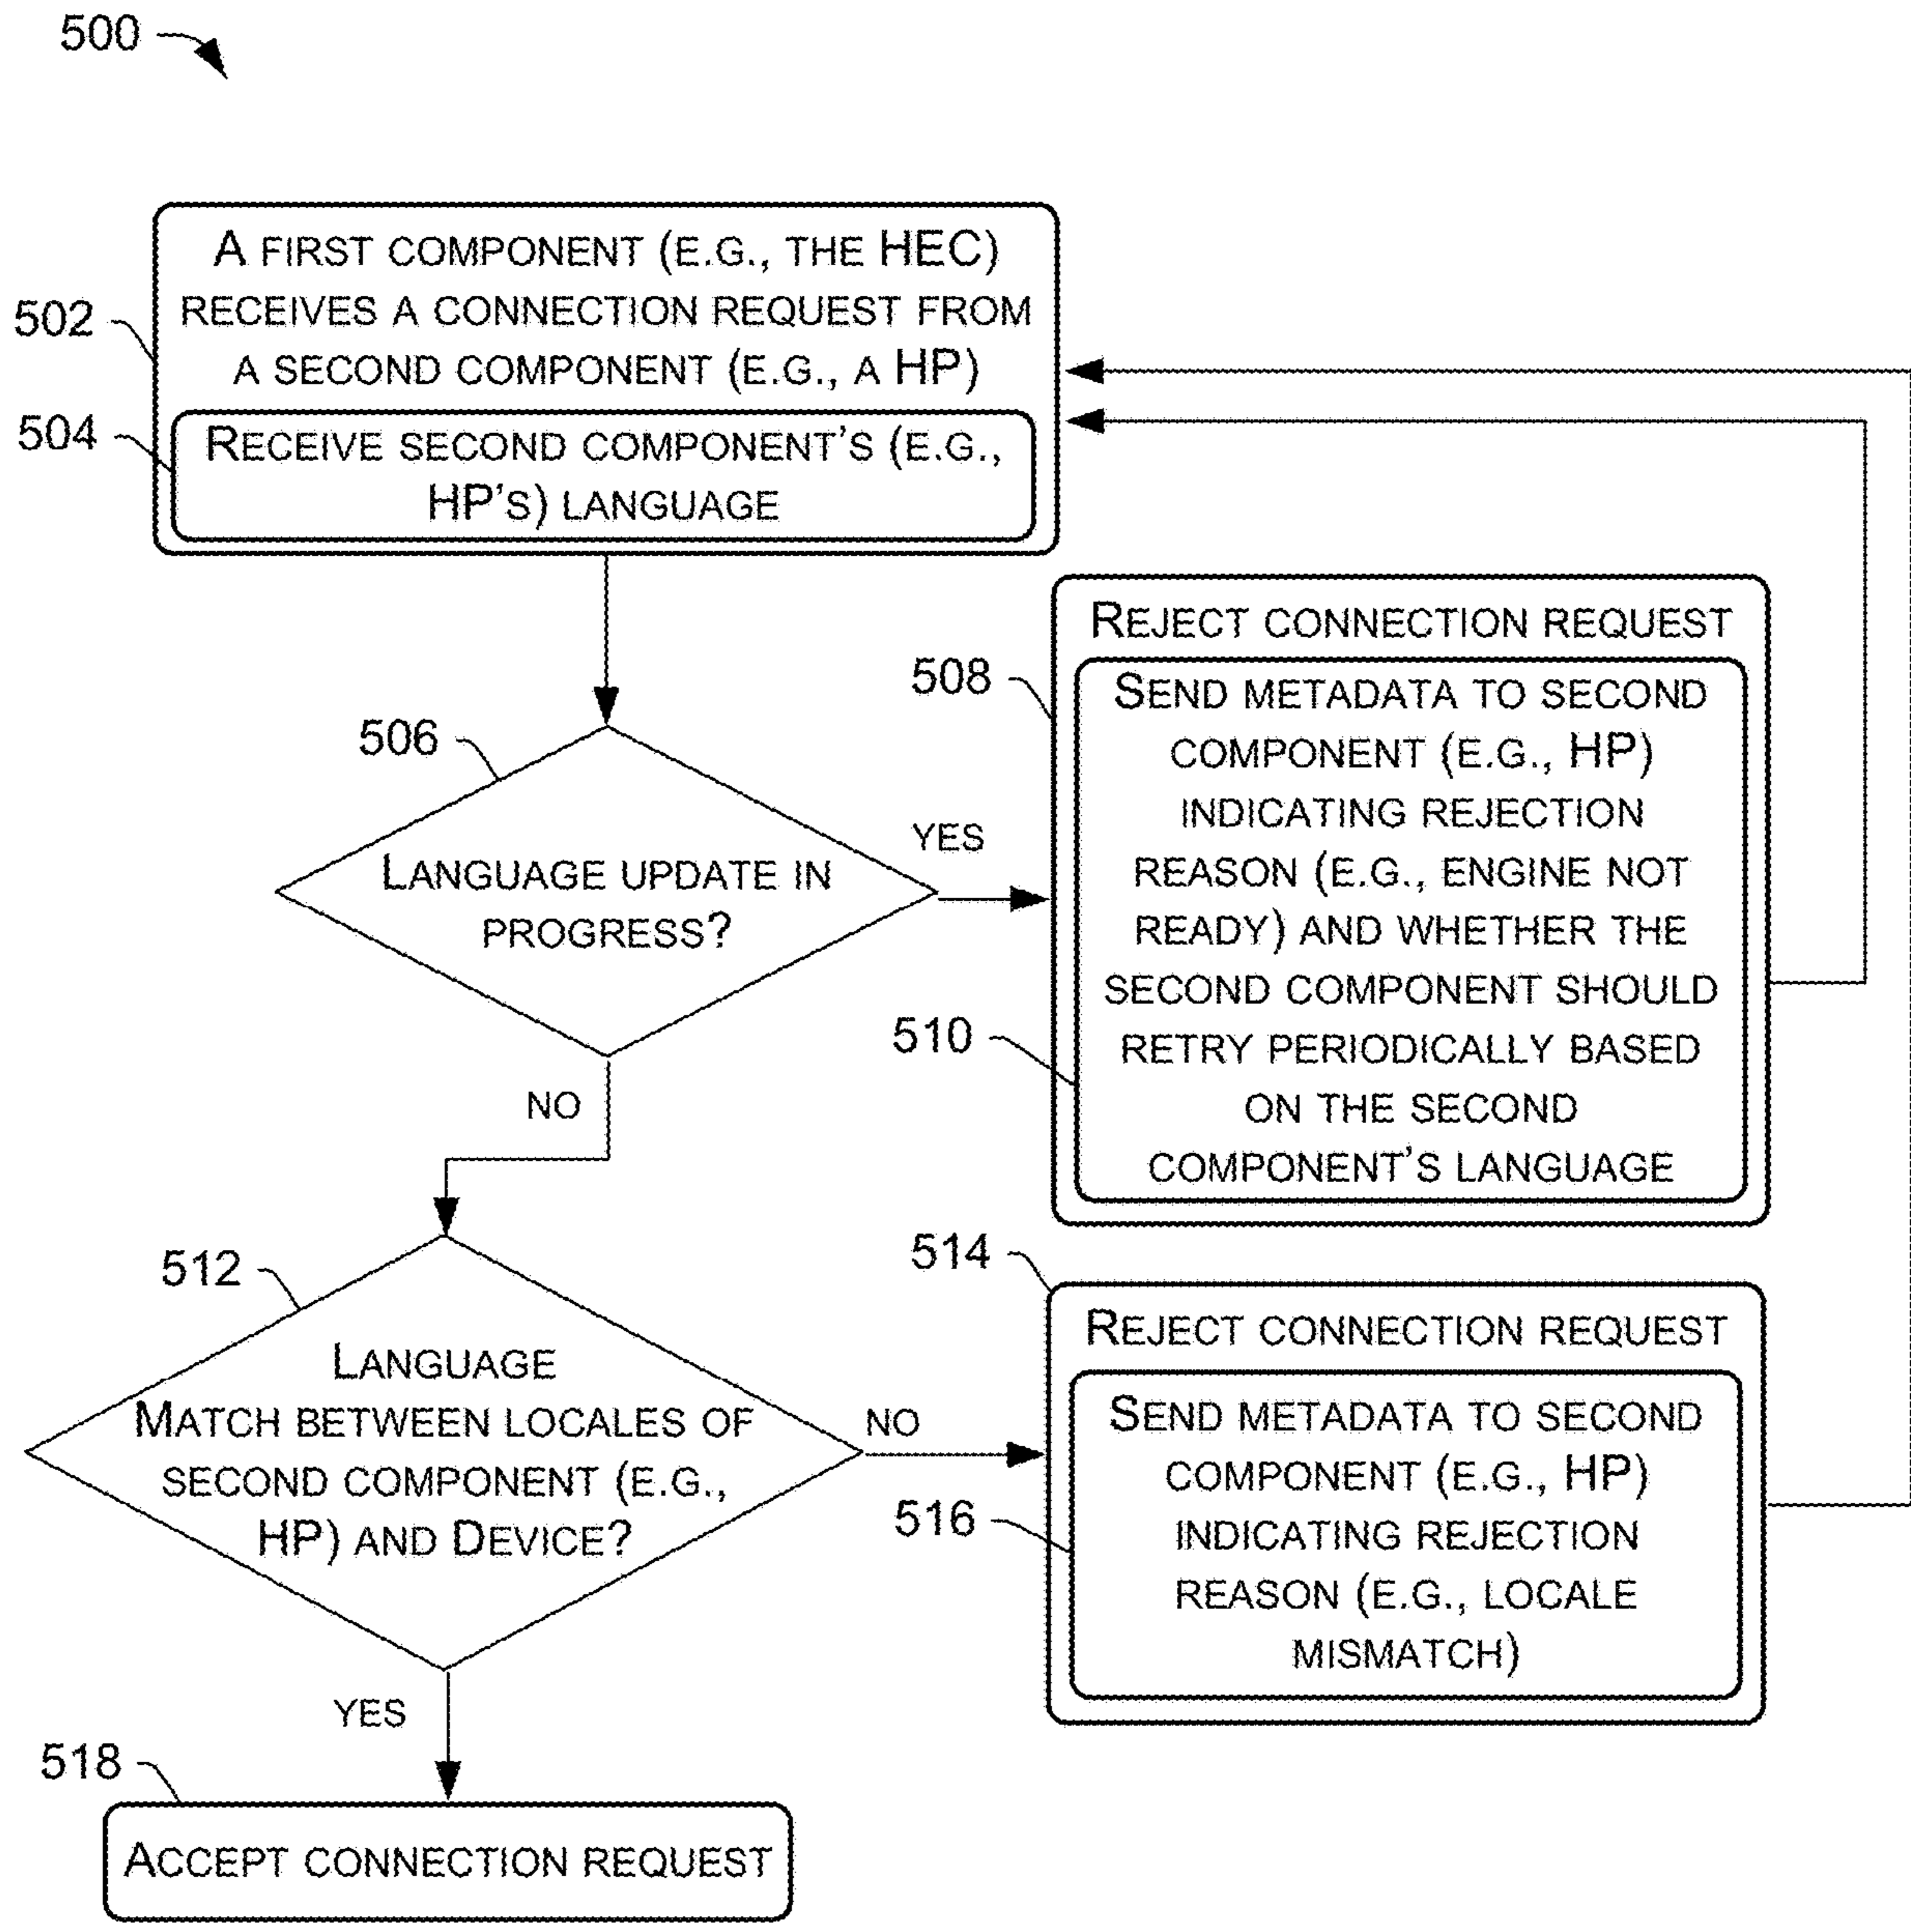 500
A FIRST COMPONENT (E.G., THE HEC)
RECEIVES A CONNECTION REQUEST FROM
A SECOND COMPONENT (E.G., A HP)
502
504
RECEIVE SECOND COMPONENT'S (E.G.,
HP'S) LANGUAGE
506
LANGUAGE UPDATE IN
PROGRESS?
YES
NO
508
REJECT CONNECTION REQUEST
510
SEND METADATA TO SECOND
COMPONENT (E.G., HP)
INDICATING REJECTION
REASON (E.G., ENGINE NOT
READY) AND WHETHER THE
SECOND COMPONENT SHOULD
RETRY PERIODICALLY BASED
ON THE SECOND
COMPONENT'S LANGUAGE
512
LANGUAGE
MATCH BETWEEN LOCALES OF
SECOND COMPONENT (E.G.,
HP) AND DEVICE?
NO
YES
514
REJECT CONNECTION REQUEST
516
SEND METADATA TO SECOND
COMPONENT (E.G., HP)
INDICATING REJECTION
REASON (E.G., LOCALE
MISMATCH)
518
ACCEPT CONNECTION REQUEST